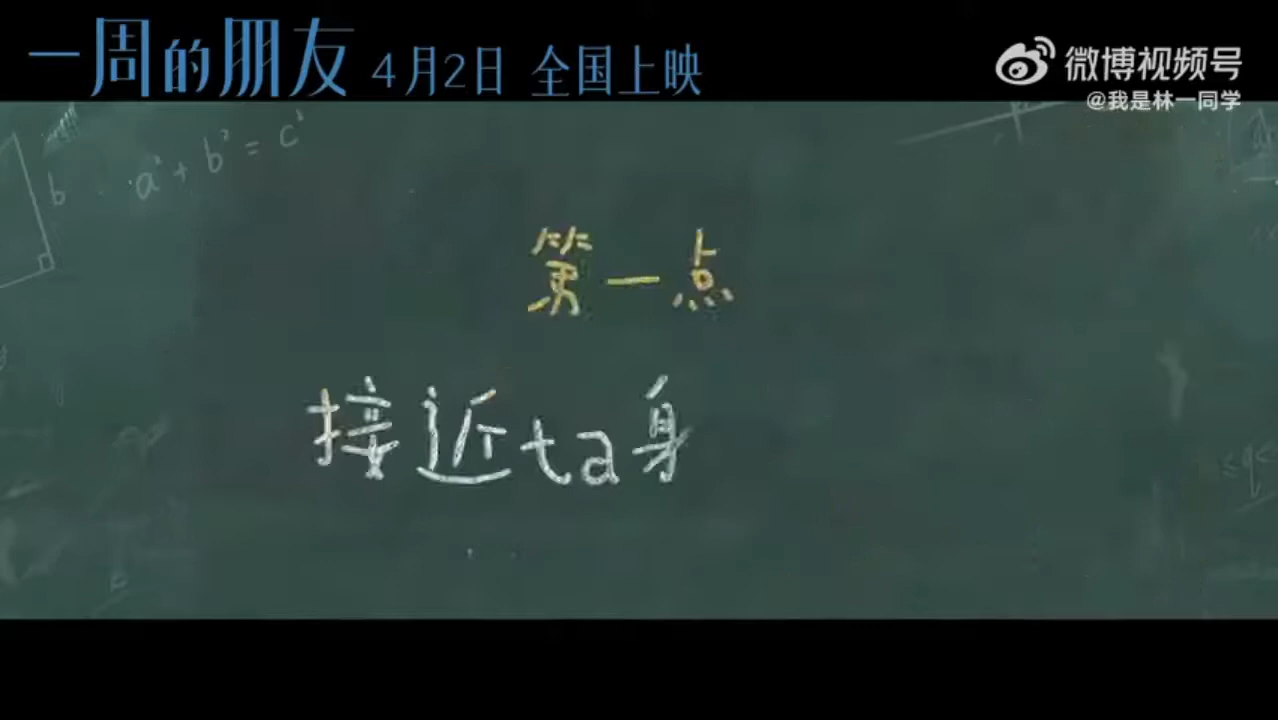 一周的朋友 4月2日 全国上映
微博视频号
@我是林一同学
b
a² + b² = c²
第一点
接近ta身